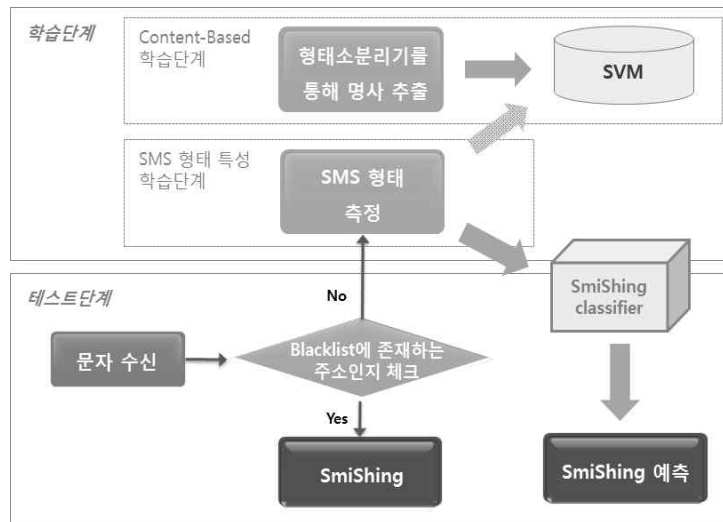 학습단계
Content-Based
학습단계
형태소분리기를
통해 명사 추출
SVM
SMS 형태 특성
학습단계
SMS 형태
측정
테스트단계
No
SmiShing
classifier
문자 수신
Blacklist에 존재하는
주소인지 체크
Yes
SmiShing
SmiShing 예측